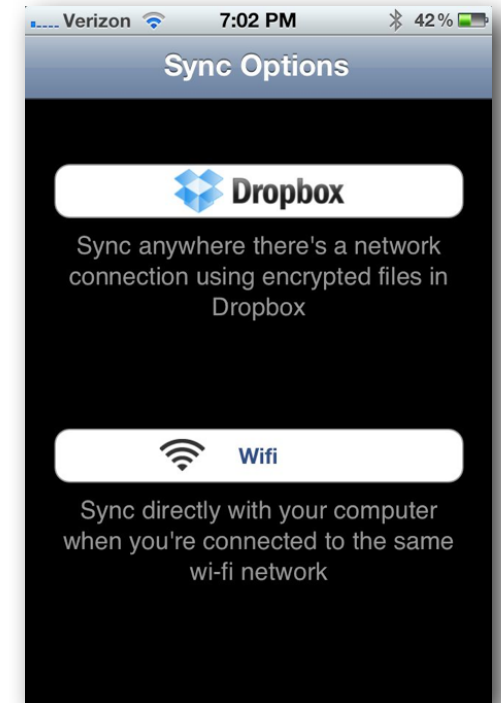 Verizon 7:02 PM 42%
Sync Options
Dropbox
Sync anywhere there's a network
connection using encrypted files in
Dropbox
Wifi
Sync directly with your computer
when you're connected to the same
wi-fi network